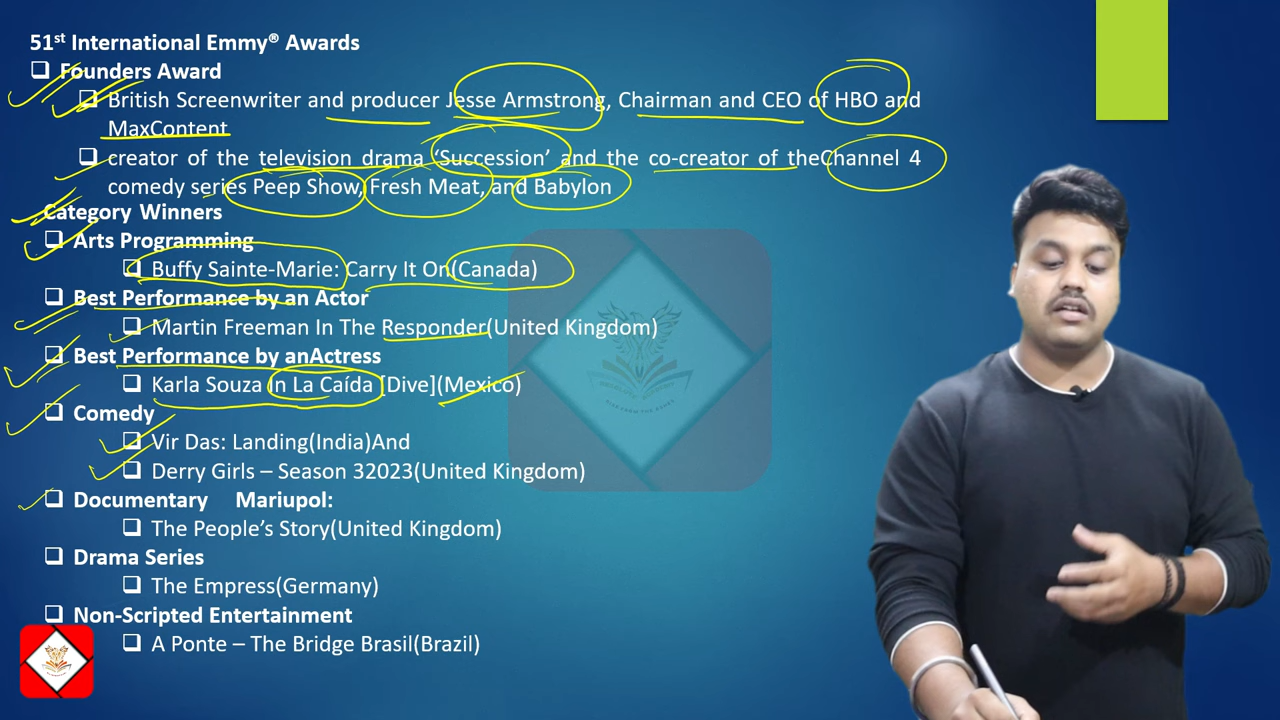 51st International Emmy® Awards
Founders Award
British Screenwriter and producer Jesse Armstrong, Chairman and CEO of HBO and
MaxContent
creator of the television drama ‘Succession’ and the co-creator of theChannel 4
comedy series Peep Show, Fresh Meat, and Babylon
Category Winners
Arts Programming
Buffy Sainte-Marie: Carry It On(Canada)
Best Performance by an Actor
Martin Freeman In The Responder(United Kingdom)
Best Performance by anActress
Karla Souza In La Caída [Dive](Mexico)
Comedy
Vir Das: Landing(India)And
Derry Girls – Season 32023(United Kingdom)
Documentary Mariupol:
The People’s Story(United Kingdom)
Drama Series
The Empress(Germany)
Non-Scripted Entertainment
A Ponte – The Bridge Brasil(Brazil)